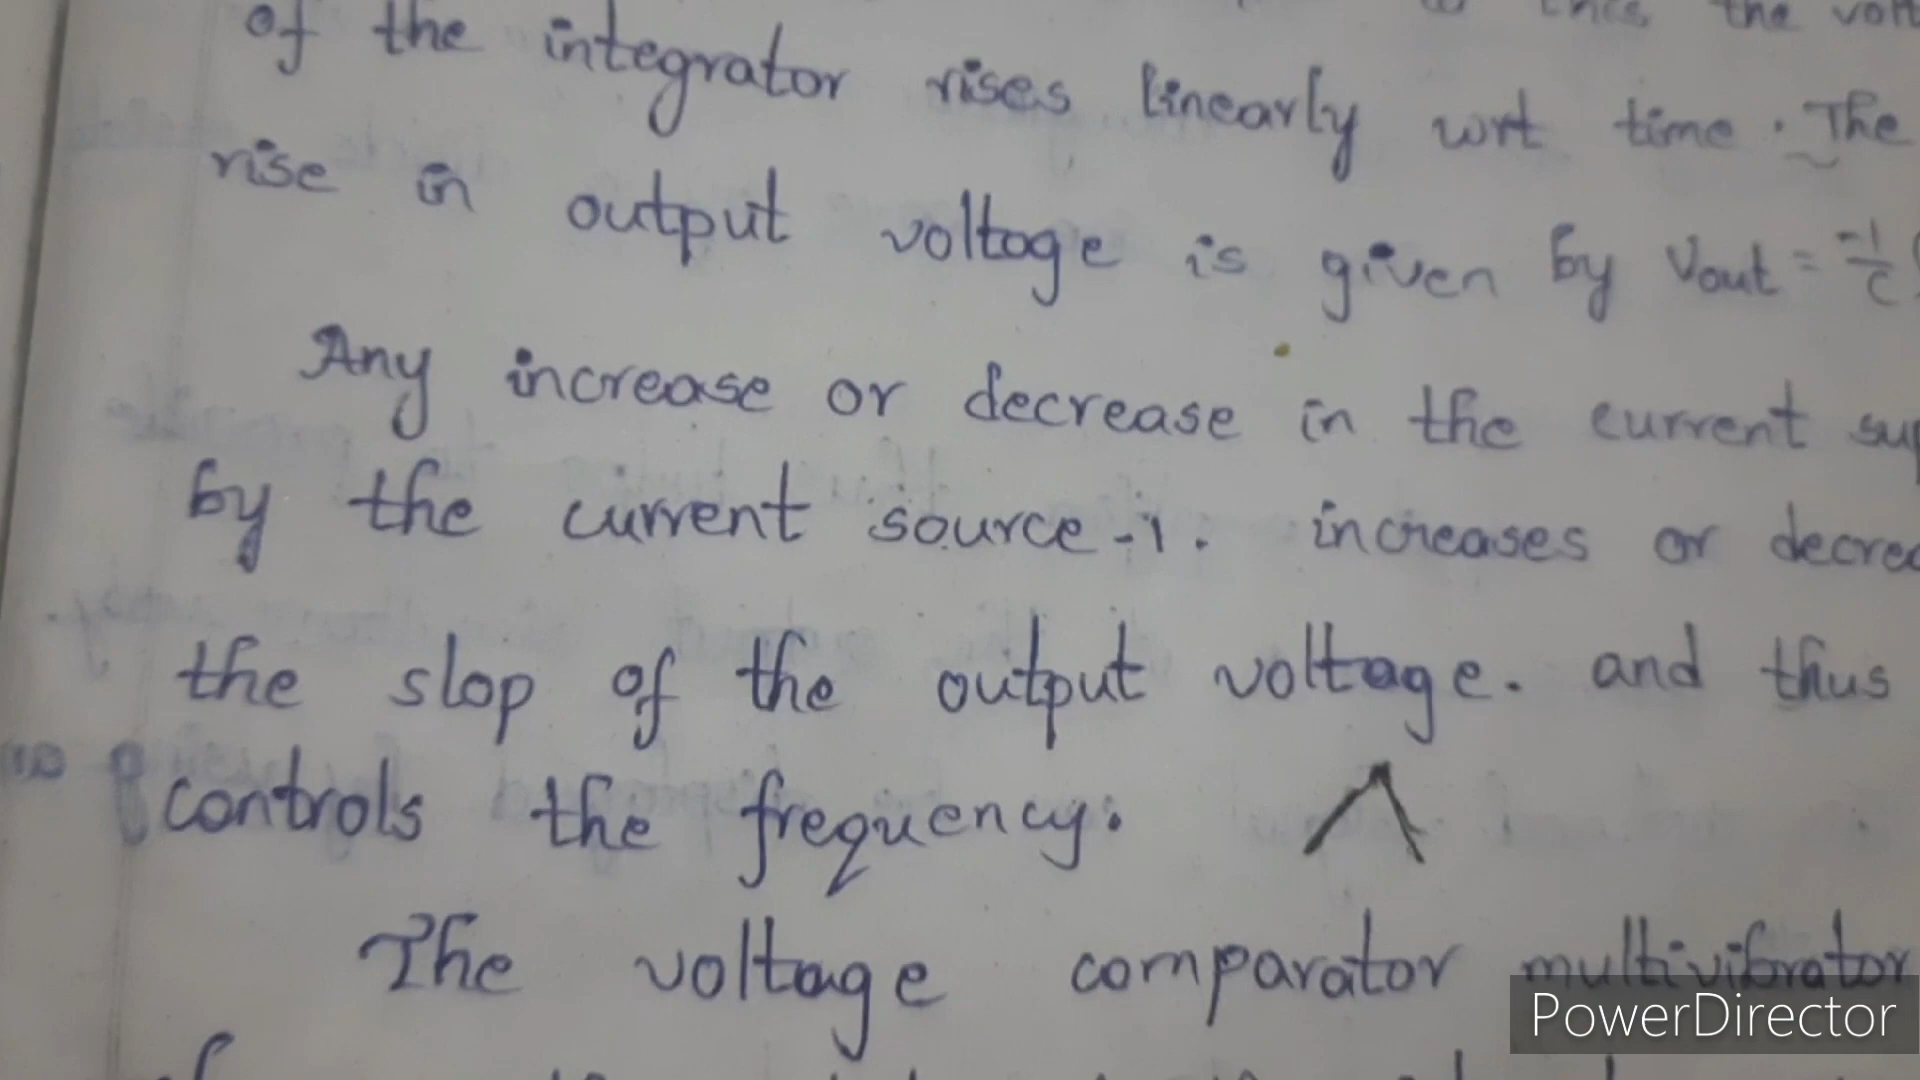 this, the
of the integrator rises linearly wrt time. The
rise in output voltage is given by Vout = -1/C
Any increase or decrease in the current
by the current source-1. increases or
the slop of the output voltage. and thus
controls the frequency.
The voltage comparator multivibrator
PowerDirector